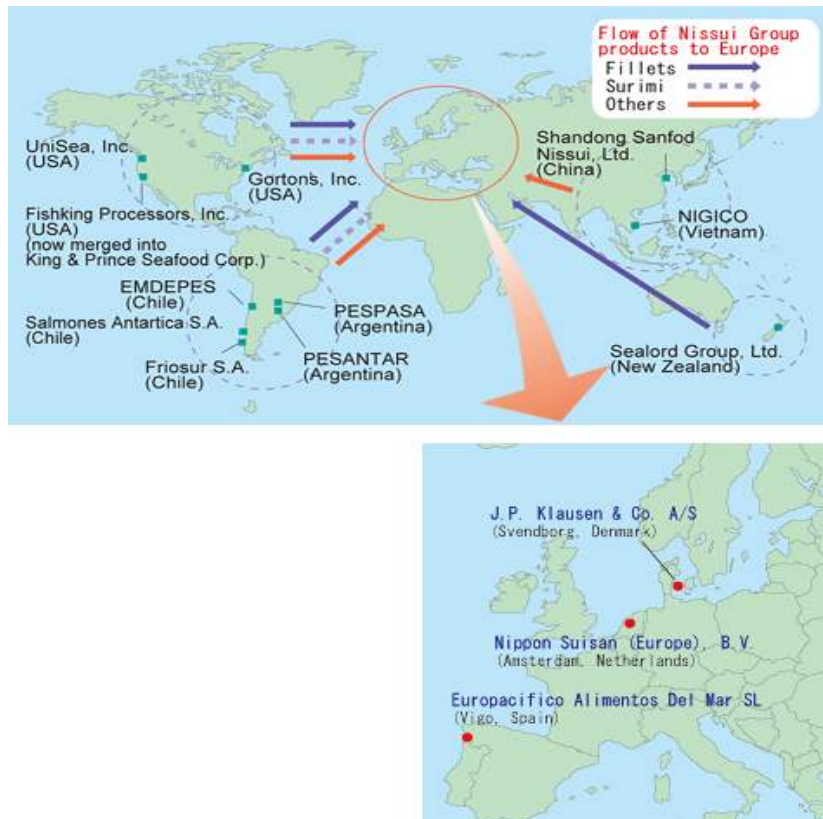 Flow of Nissui Group
products to Europe
Fillets
Surimi
Others
UniSea, Inc.
(USA)
Gorton's, Inc.
(USA)
Shandong Sanfod
Nissui, Ltd.
(China)
Fishking Processors, Inc.
(USA)
(now merged into
King & Prince Seafood Corp.)
NIGICO
(Vietnam)
EMDEPES
(Chile)
Salmones Antartica S.A.
(Chile)
Friosur S.A.
(Chile)
PESPASA
(Argentina)
PESANTAR
(Argentina)
Sealord Group, Ltd.
(New Zealand)
J.P. Klausen & Co. A/S
(Svendborg, Denmark)
Nippon Suisan (Europe), B.V.
(Amsterdam, Netherlands)
Europacifico Alimentos Del Mar SL
(Vigo, Spain)